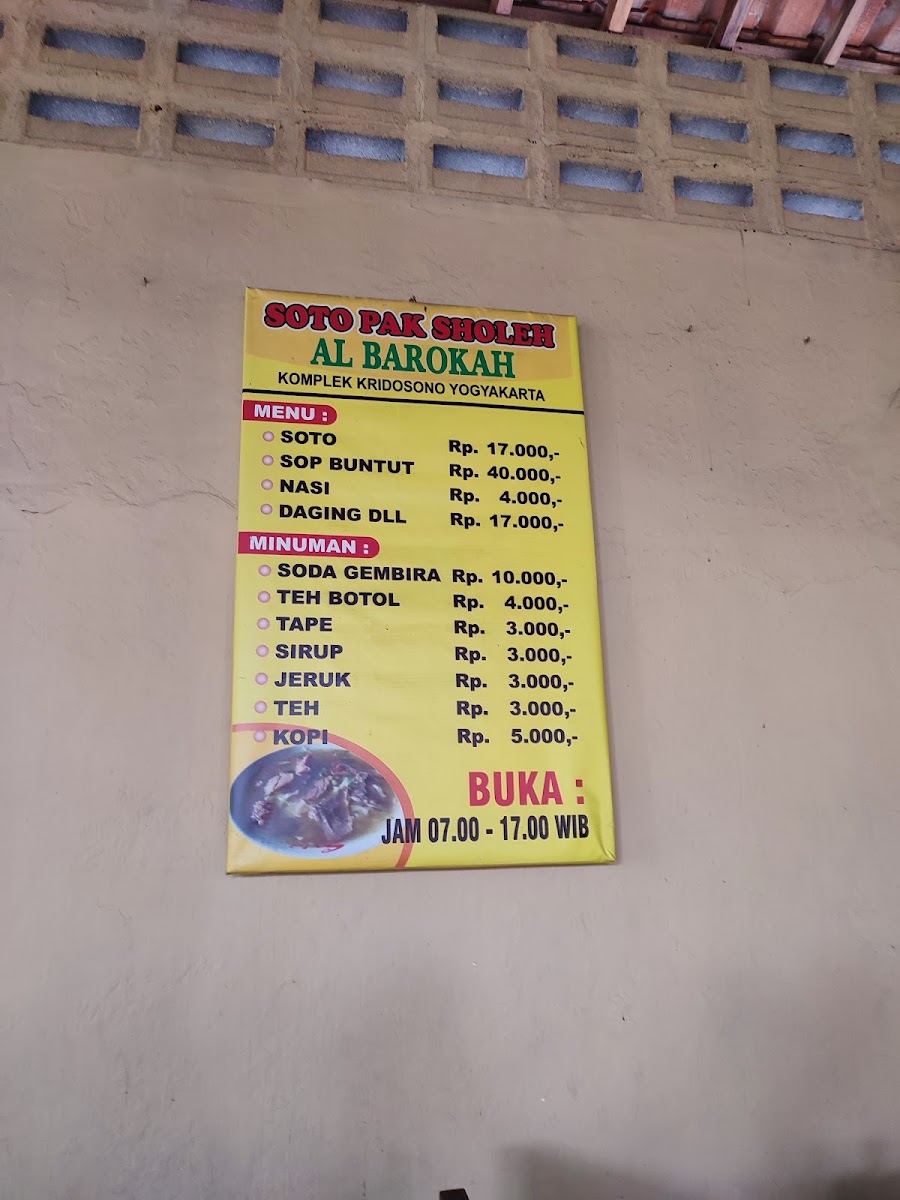 SOTO PAK SHOLEH
AL BAROKAH
KOMPLEK KRIDOSONO YOGYAKARTA
MENU :
SOTO Rp. 17.000,-
SOP BUNTUT Rp. 40.000,-
NASI Rp. 4.000,-
DAGING DLL Rp. 17.000,-
MINUMAN :
SODA GEMBIRA Rp. 10.000,-
TEH BOTOL Rp. 4.000,-
TAPE Rp. 3.000,-
SIRUP Rp. 3.000,-
JERUK Rp. 3.000,-
TEH Rp. 3.000,-
KOPI Rp. 5.000,-
BUKA :
JAM 07.00 - 17.00 WIB